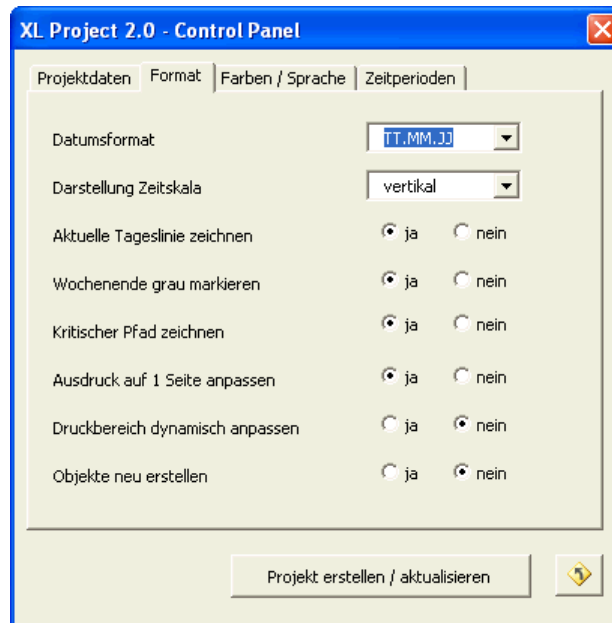 XL Project 2.0 - Control Panel
Projektdaten Format Farben / Sprache Zeitperioden
Datumsformat TT.MM.JJ
Darstellung Zeitskala vertikal
Aktuelle Tageslinie zeichnen ja nein
Wochenende grau markieren ja nein
Kritischer Pfad zeichnen ja nein
Ausdruck auf 1 Seite anpassen ja nein
Druckbereich dynamisch anpassen ja nein
Objekte neu erstellen ja nein
Projekt erstellen / aktualisieren